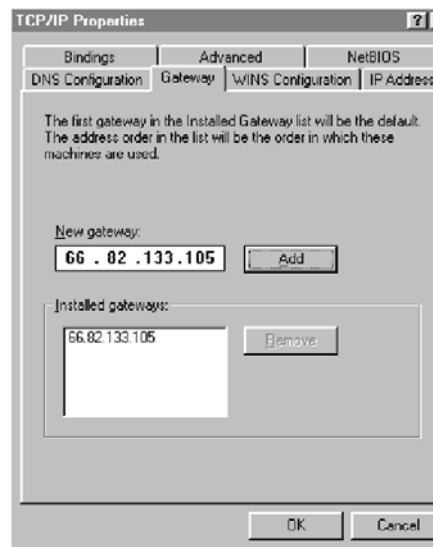 TCP/IP Properties
?
Bindings Advanced NetBIOS
DNS Configuration Gateway WINS Configuration IP Address
The first gateway in the Installed Gateway list will be the default.
The address order in the list will be the order in which these
machines are used.
New gateway:
66 . 82 .133.105 Add
Installed gateways:
66.82.133.105 Remove
OK Cancel